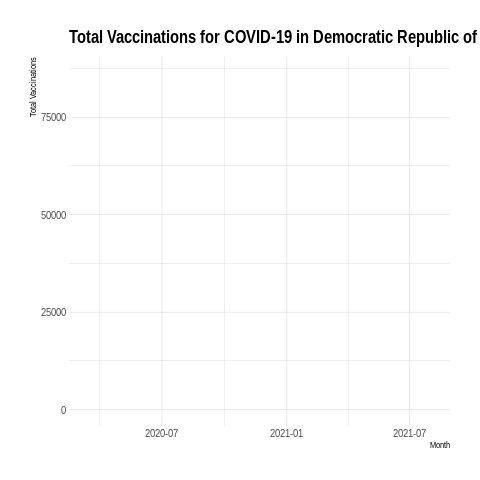 Total Vaccinations for COVID-19 in Democratic Republic of
Total Vaccinations
75000
50000
25000
0
2020-07 2021-01 2021-07
Month